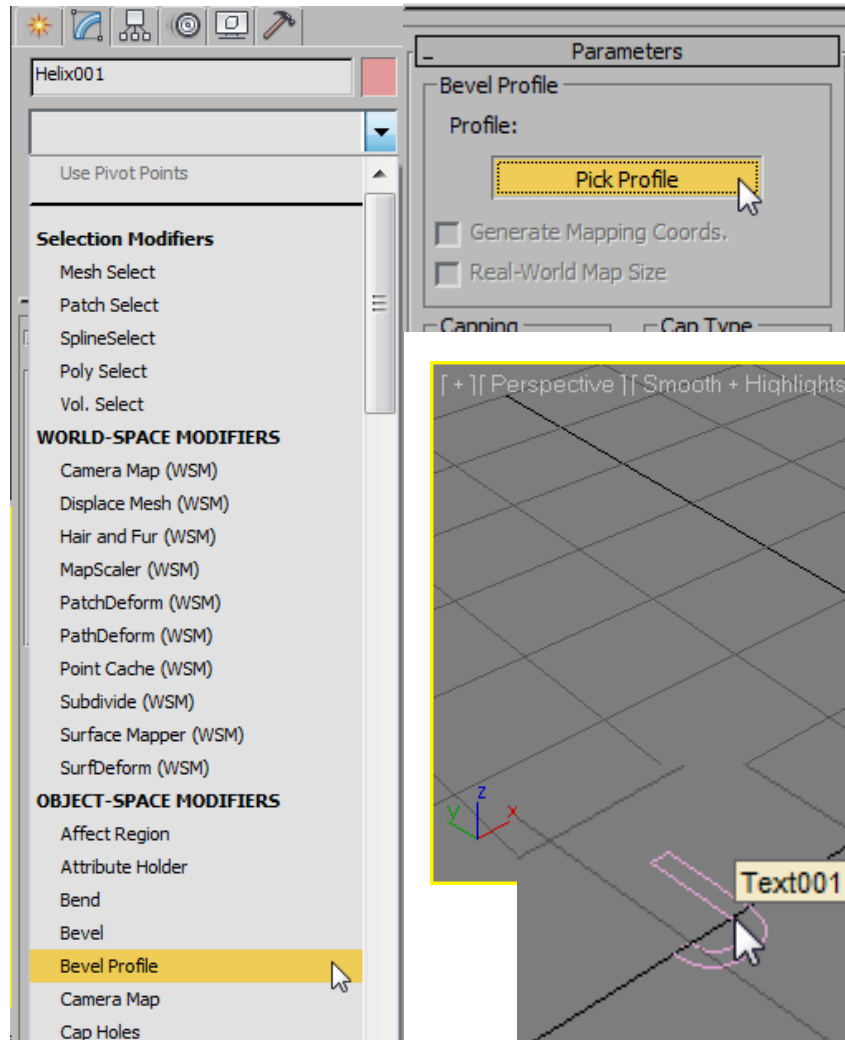 Helix001
Use Pivot Points
Selection Modifiers
Mesh Select
Patch Select
SplineSelect
Poly Select
Vol. Select
WORLD-SPACE MODIFIERS
Camera Map (WSM)
Displace Mesh (WSM)
Hair and Fur (WSM)
MapScaler (WSM)
PatchDeform (WSM)
PathDeform (WSM)
Point Cache (WSM)
Subdivide (WSM)
Surface Mapper (WSM)
SurfDeform (WSM)
OBJECT-SPACE MODIFIERS
Affect Region
Attribute Holder
Bend
Bevel
Bevel Profile
Camera Map
Cap Holes
- Parameters
Bevel Profile
Profile:
Pick Profile
Generate Mapping Coords.
Real-World Map Size
Capping Cap Type
[ + ][ Perspective ][ Smooth + Highlights
z
y x
Text001